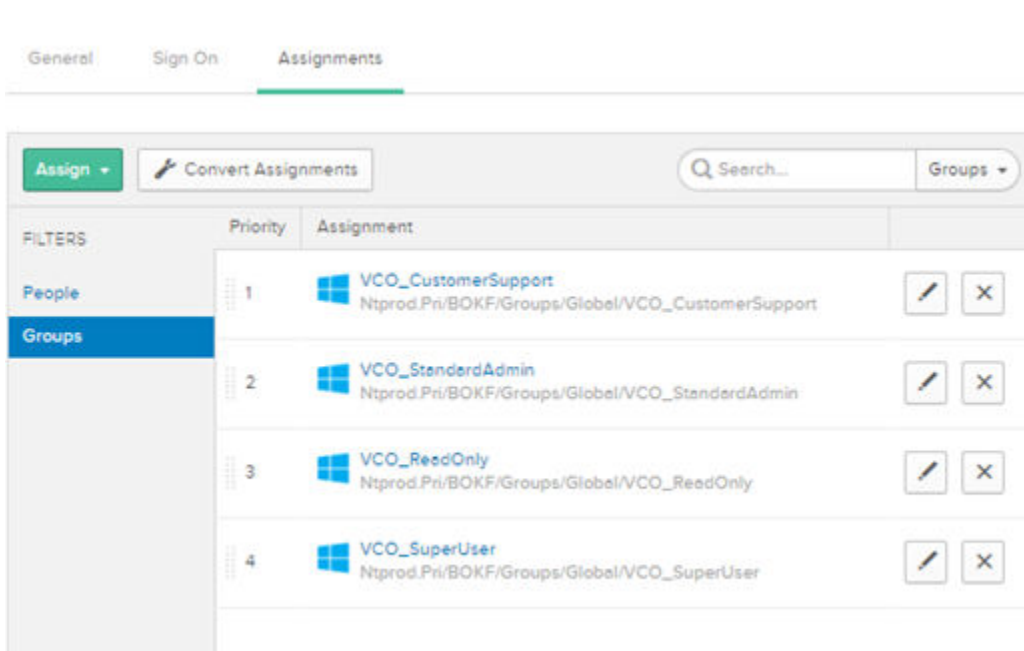 General Sign On Assignments
Assign Convert Assignments Search... Groups
FILTERS
Priority Assignment
People
Groups
1 VCO_CustomerSupport
Ntprod.Pri/BOKF/Groups/Global/VCO_CustomerSupport
2 VCO_StandardAdmin
Ntprod.Pri/BOKF/Groups/Global/VCO_StandardAdmin
3 VCO_ReadOnly
Ntprod.Pri/BOKF/Groups/Global/VCO_ReadOnly
4 VCO_SuperUser
Ntprod.Pri/BOKF/Groups/Global/VCO_SuperUser